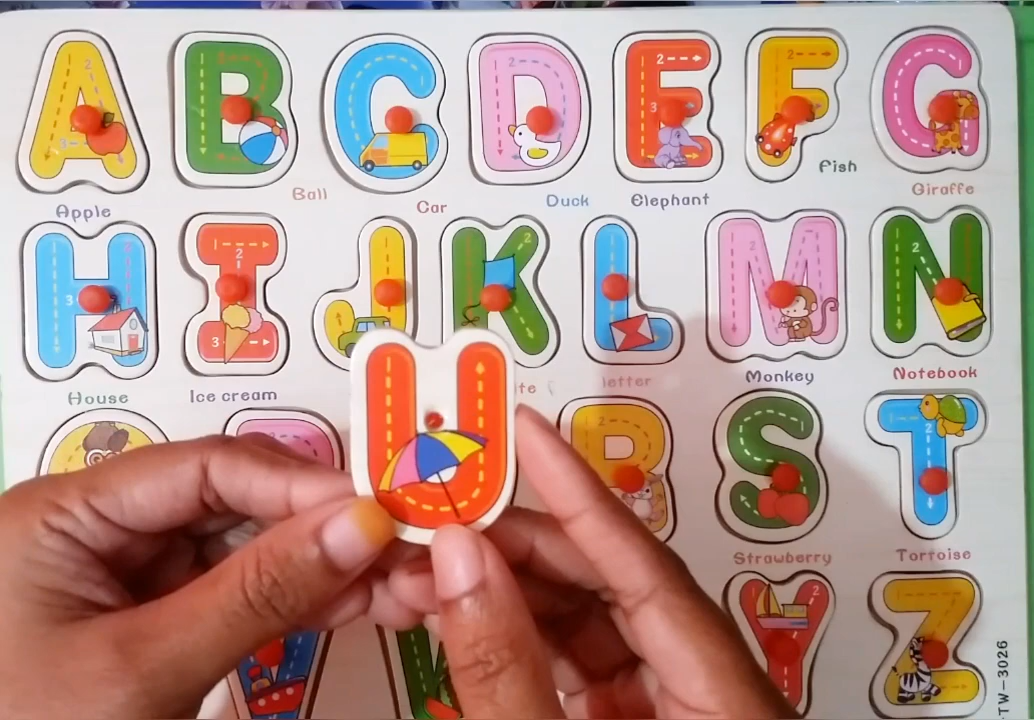 A B C D E F G
Apple Ball Car Duck Elephant Fish Giraffe
H I J K L M N
House Ice cream letter Monkey Notebook
U S T
Strawberry Tortoise
Y Z
TW-3026